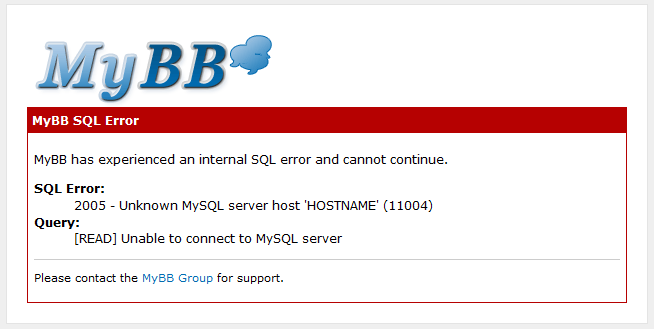 MyBB
MyBB SQL Error
MyBB has experienced an internal SQL error and cannot continue.
SQL Error:
2005 - Unknown MySQL server host 'HOSTNAME' (11004)
Query:
[READ] Unable to connect to MySQL server
Please contact the MyBB Group for support.